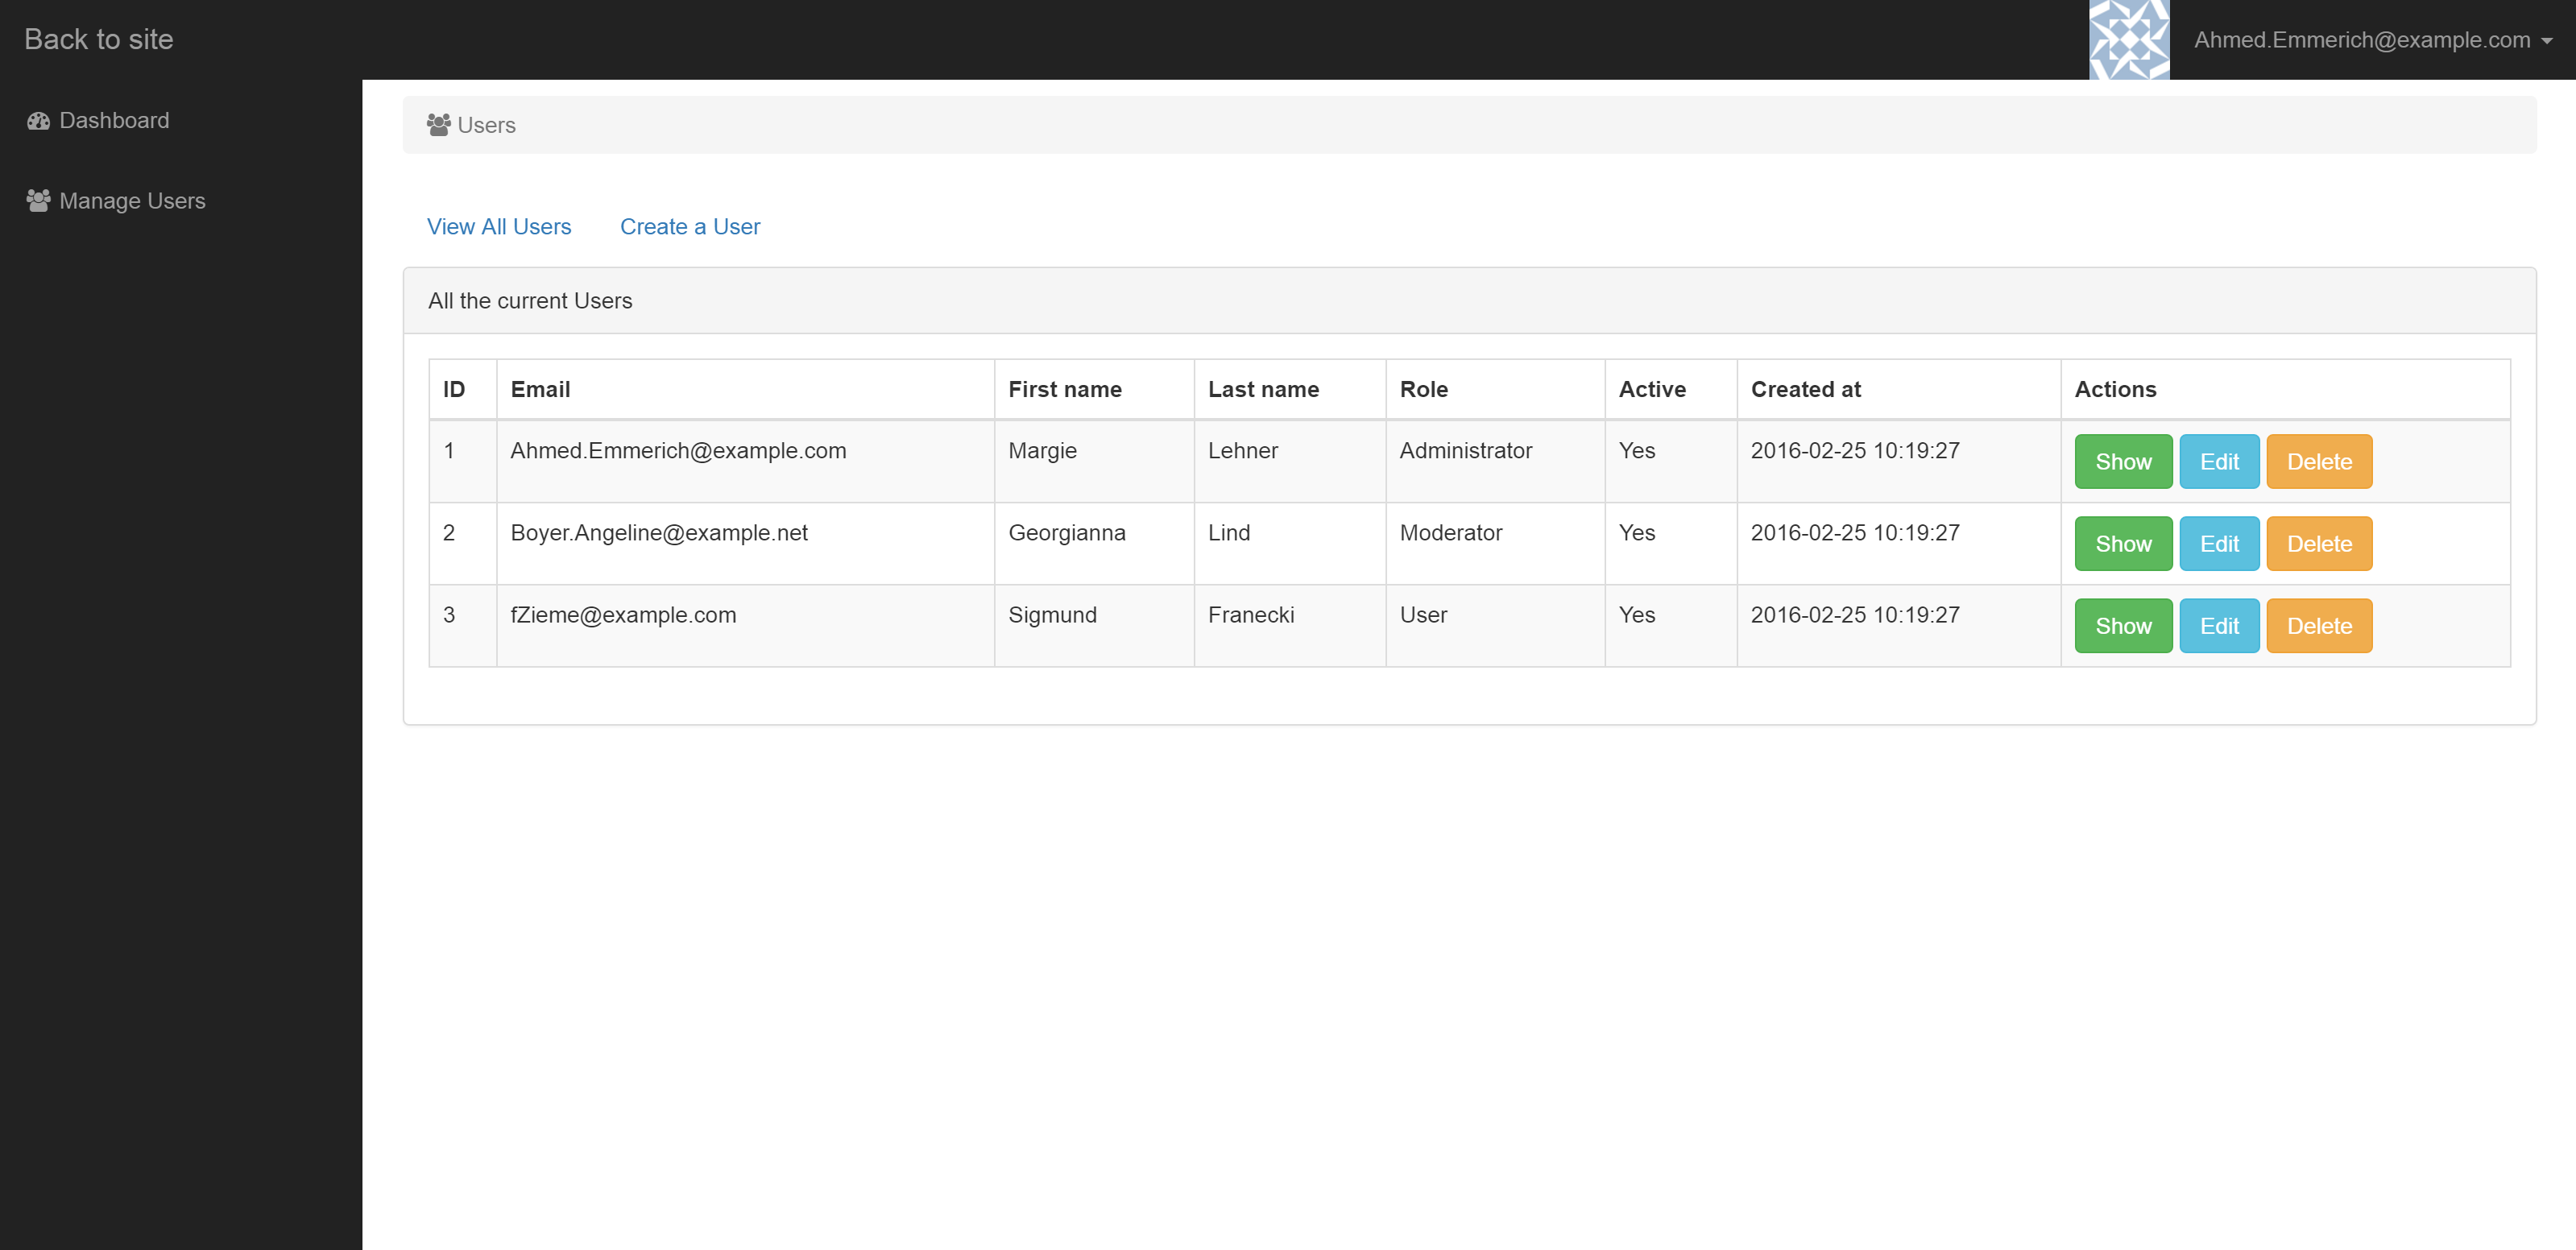 Back to site
Ahmed.Emmerich@example.com
Dashboard
Manage Users
Users
View All Users Create a User
All the current Users
ID Email First name Last name Role Active Created at Actions
1 Ahmed.Emmerich@example.com Margie Lehner Administrator Yes 2016-02-25 10:19:27 Show Edit Delete
2 Boyer.Angeline@example.net Georgianna Lind Moderator Yes 2016-02-25 10:19:27 Show Edit Delete
3 fZieme@example.com Sigmund Franecki User Yes 2016-02-25 10:19:27 Show Edit Delete